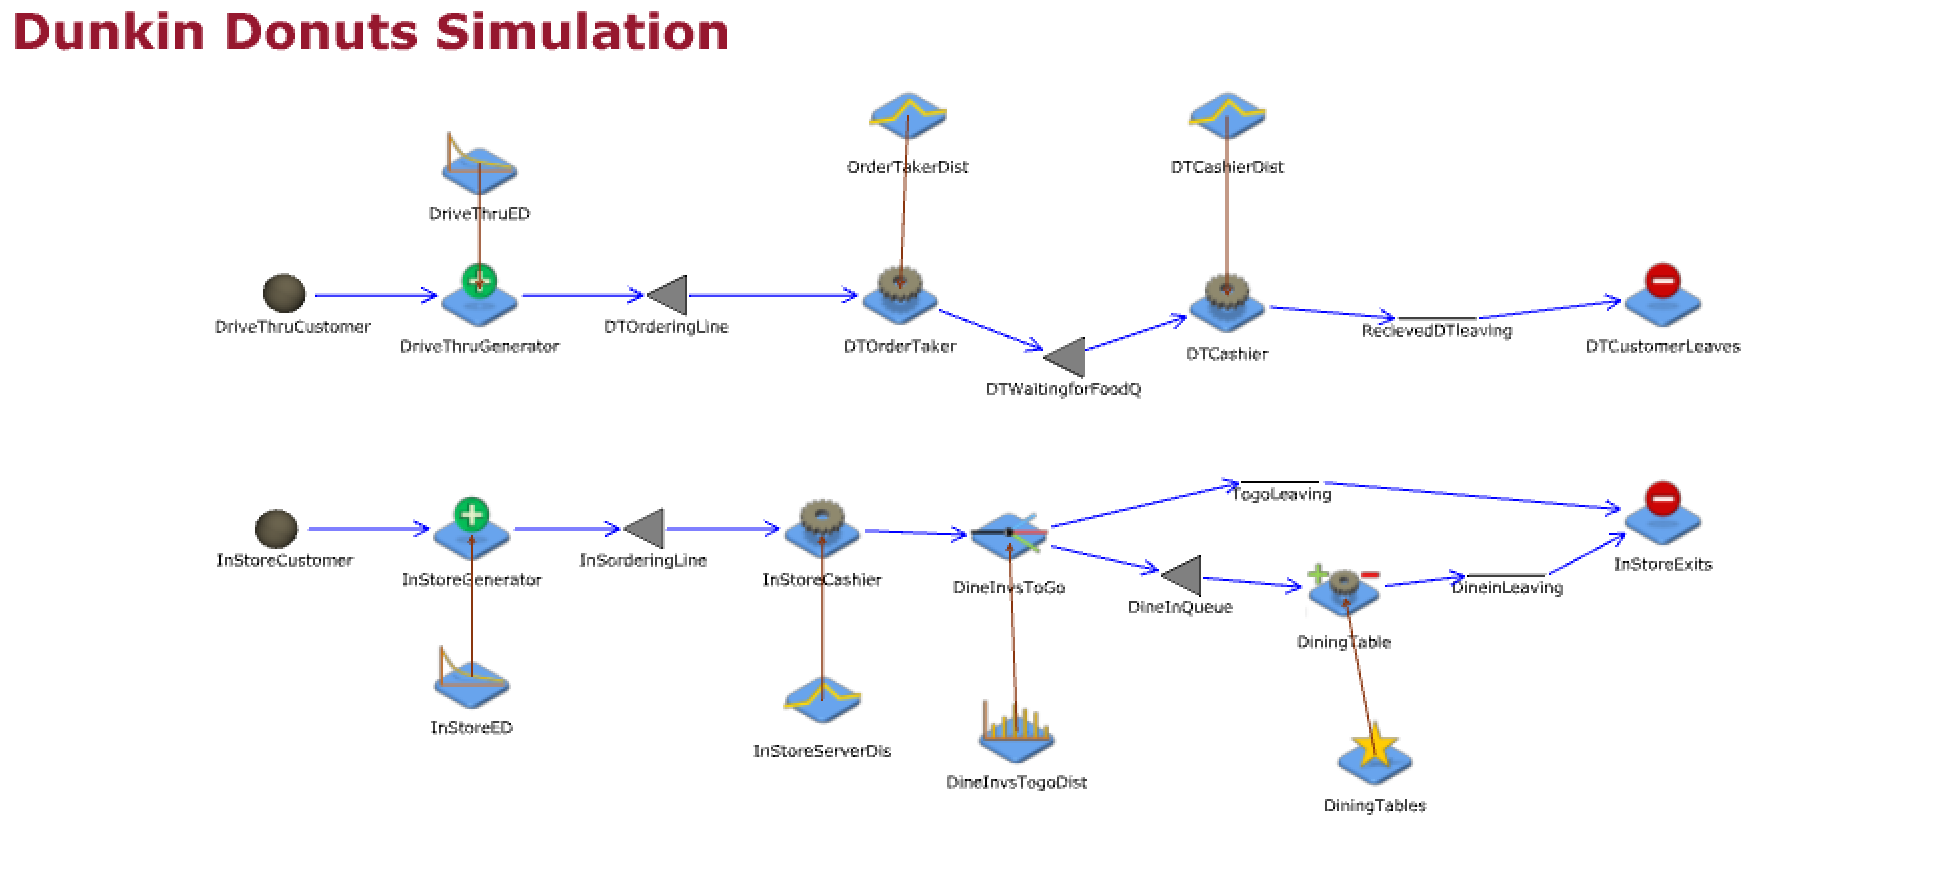 Dunkin Donuts Simulation
OrderTakerDist
DTCashierDist
DriveThruED
DriveThruCustomer
DriveThruGenerator
DTOrderingLine
DTOrderTaker
DTWaitingforFoodQ
DTCashier
RecievedDTleaving
DTCustomerLeaves
TogoLeaving
InStoreCustomer
InStoreGenerator
InSorderingLine
InStoreCashier
DineInvsToGo
DineInQueue
DiningTable
DineinLeaving
InStoreExits
InStoreED
InStoreServerDis
DineInvsTogoDist
DiningTables